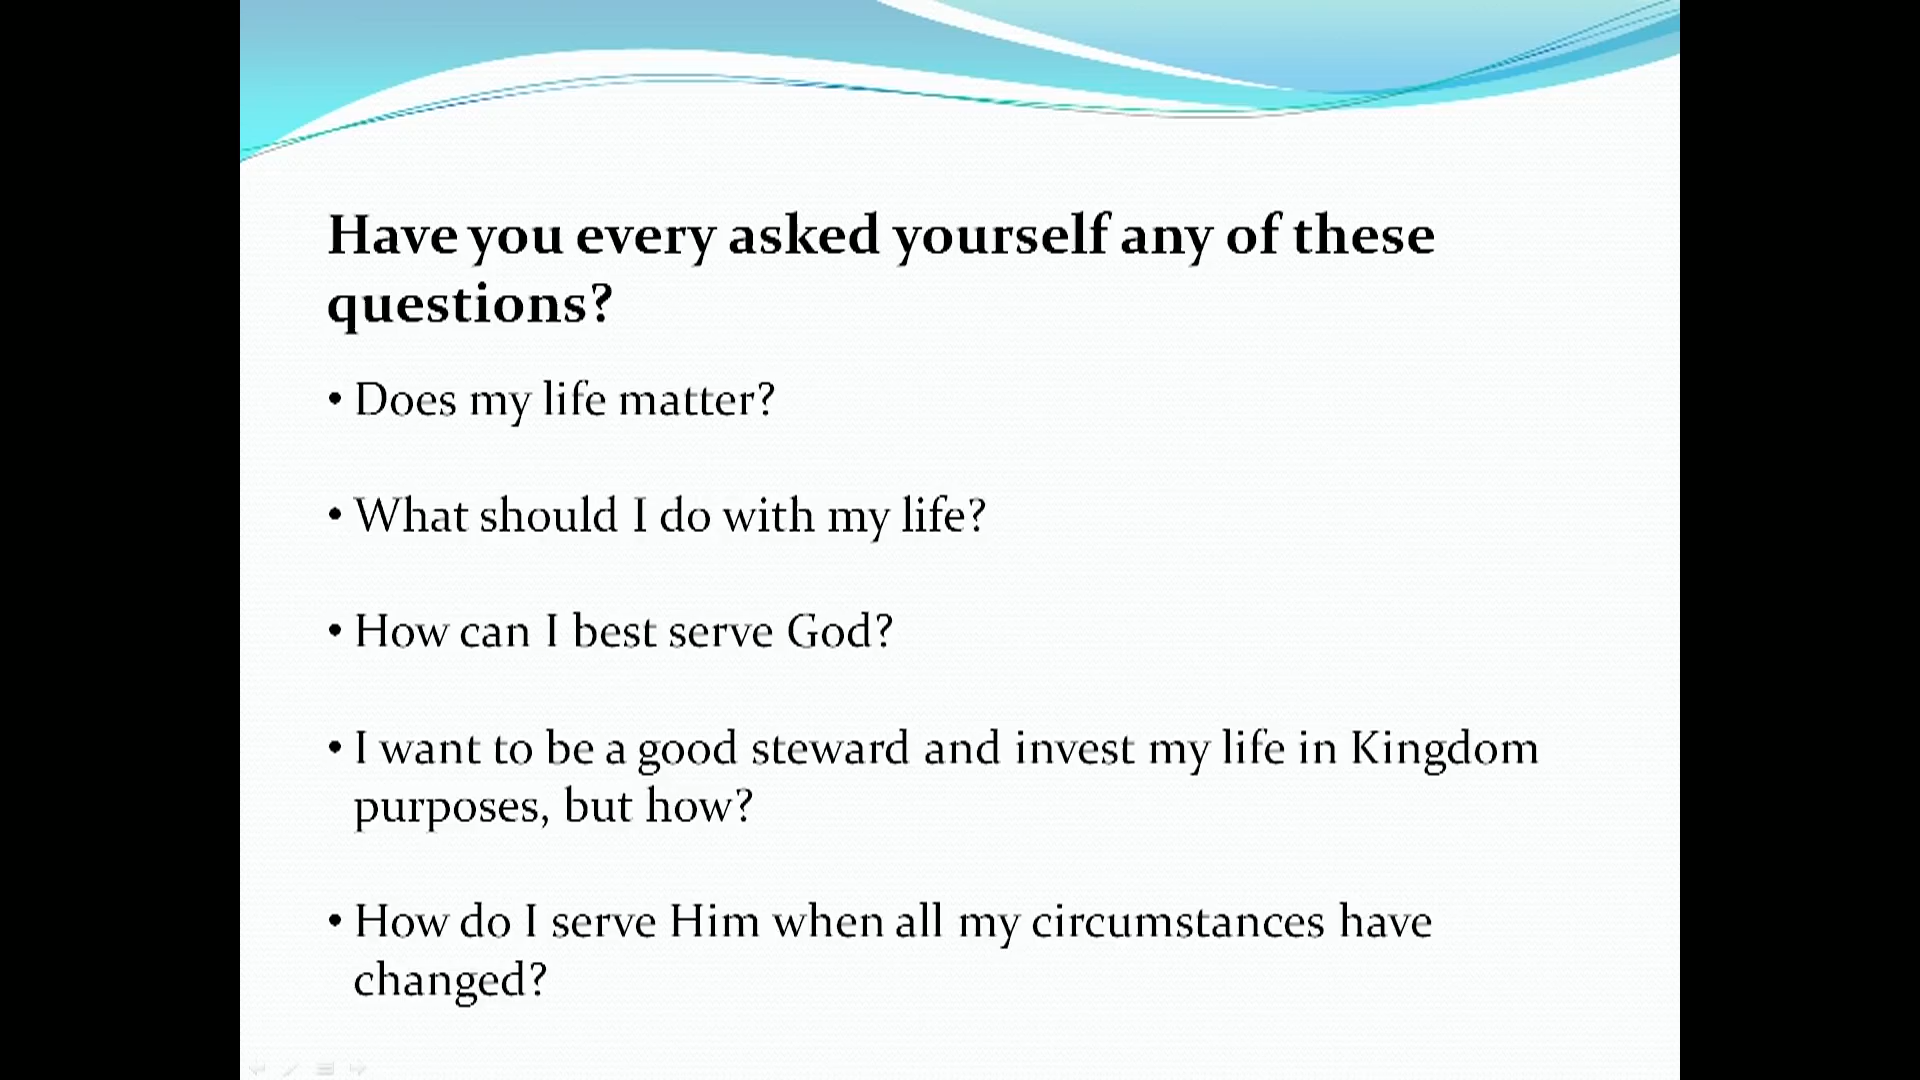 Have you every asked yourself any of these
questions?
• Does my life matter?
• What should I do with my life?
• How can I best serve God?
• I want to be a good steward and invest my life in Kingdom
purposes, but how?
• How do I serve Him when all my circumstances have
changed?